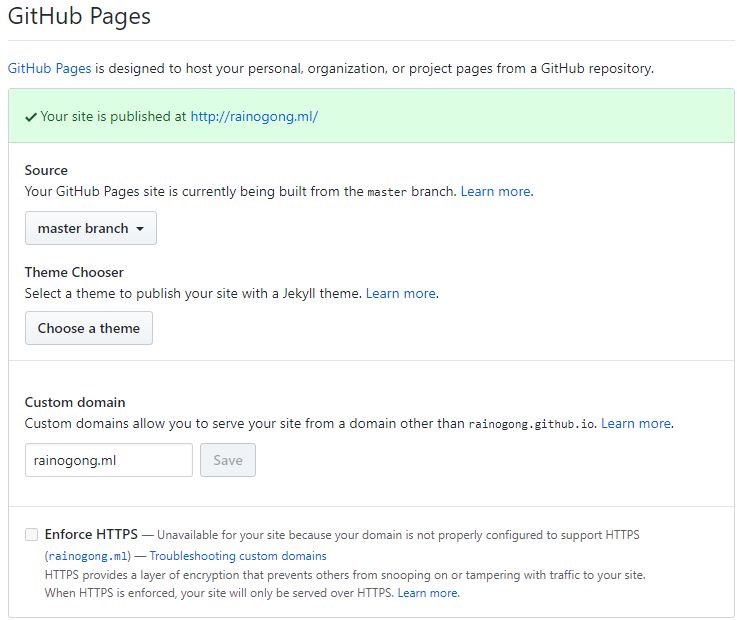 GitHub Pages
GitHub Pages is designed to host your personal, organization, or project pages from a GitHub repository.
✔ Your site is published at http://rainogong.ml/
Source
Your GitHub Pages site is currently being built from the master branch. Learn more.
master branch
Theme Chooser
Select a theme to publish your site with a Jekyll theme. Learn more.
Choose a theme
Custom domain
Custom domains allow you to serve your site from a domain other than rainogong.github.io. Learn more.
rainogong.ml Save
Enforce HTTPS — Unavailable for your site because your domain is not properly configured to support HTTPS
(rainogong.ml) — Troubleshooting custom domains
HTTPS provides a layer of encryption that prevents others from snooping on or tampering with traffic to your site.
When HTTPS is enforced, your site will only be served over HTTPS. Learn more.